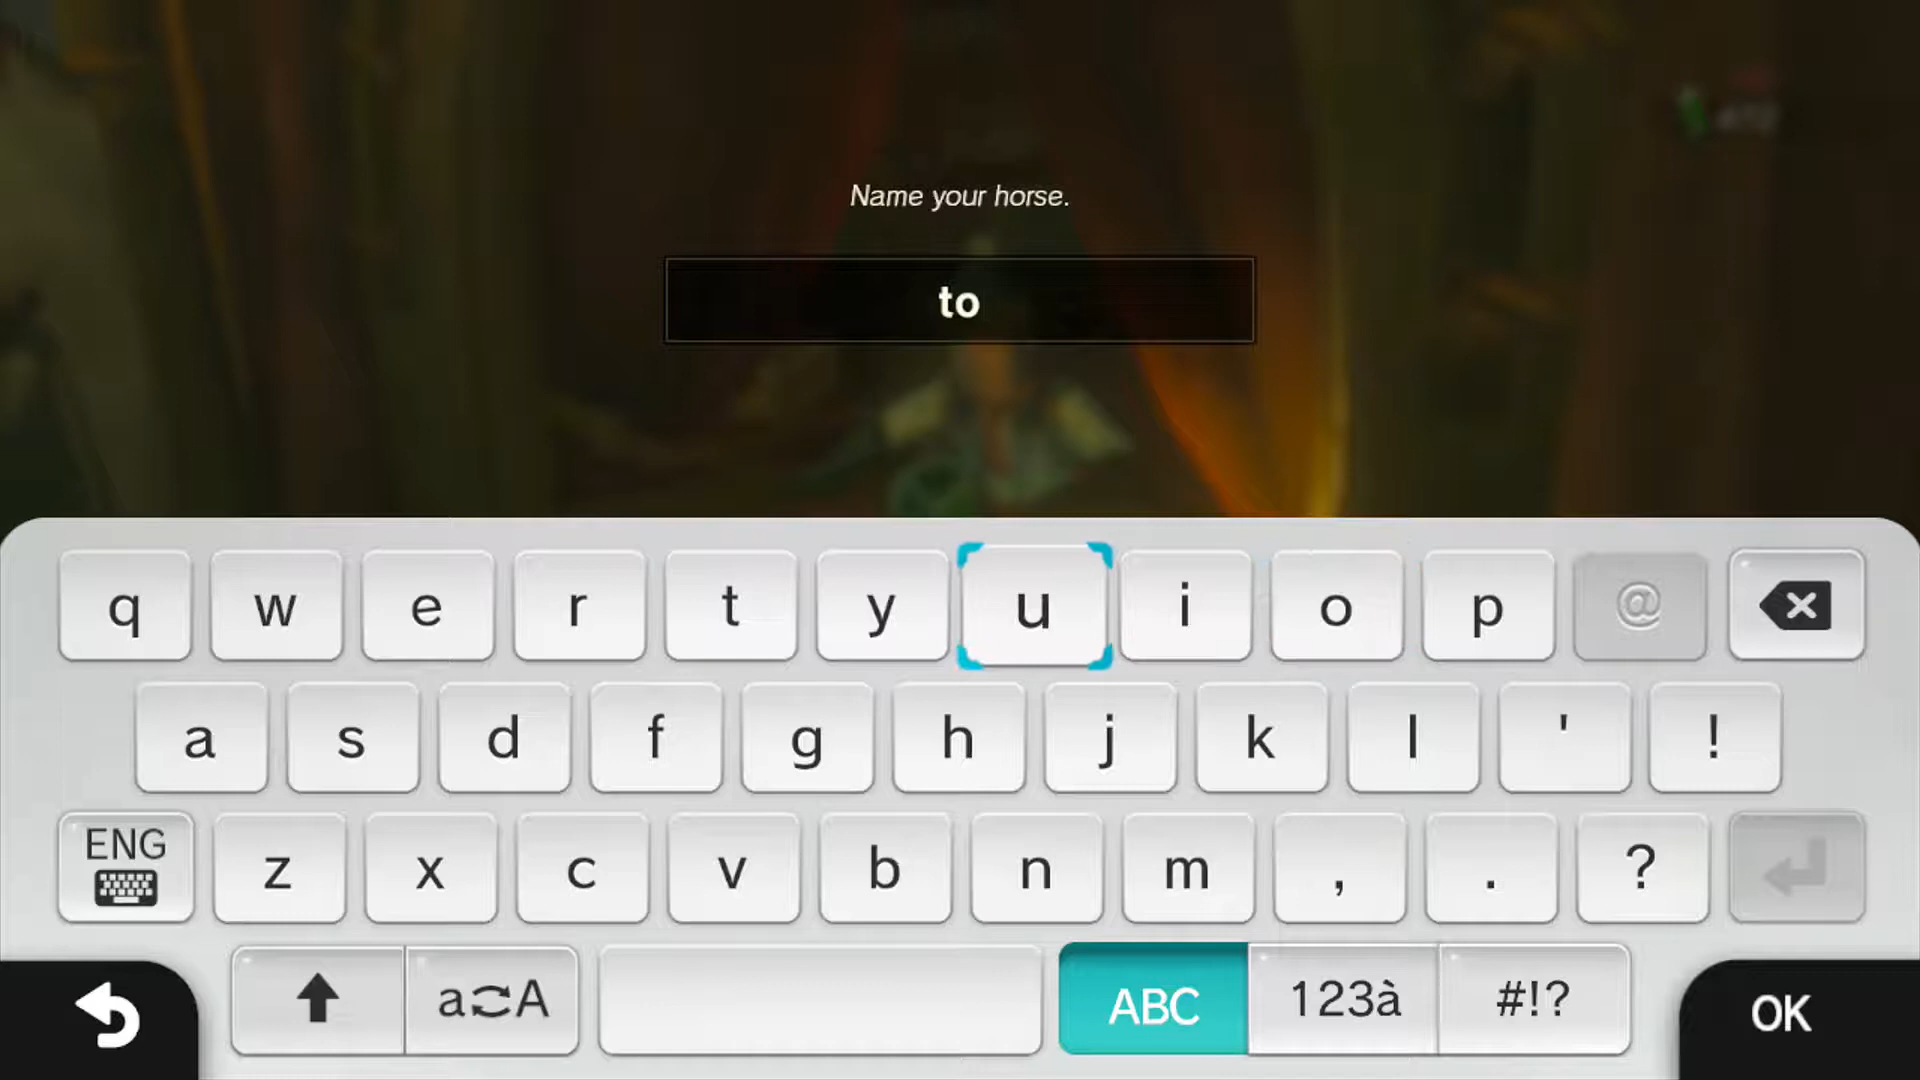 Name your horse.
to
q w e r t y u i o p @
a s d f g h j k l ' !
ENG z x c v b n m , . ?
a A ABC 123à #!? OK